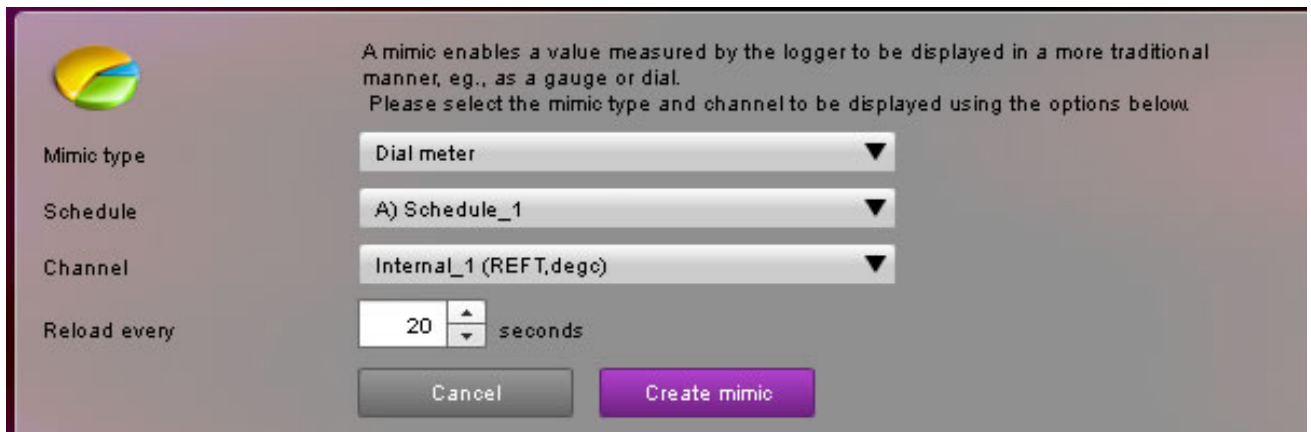 A mimic enables a value measured by the logger to be displayed in a more traditional
manner, eg., as a gauge or dial.
Please select the mimic type and channel to be displayed using the options below.
Mimic type
Dial meter
Schedule
A) Schedule_1
Channel
Internal_1 (REFT,degc)
Reload every
20
seconds
Cancel
Create mimic